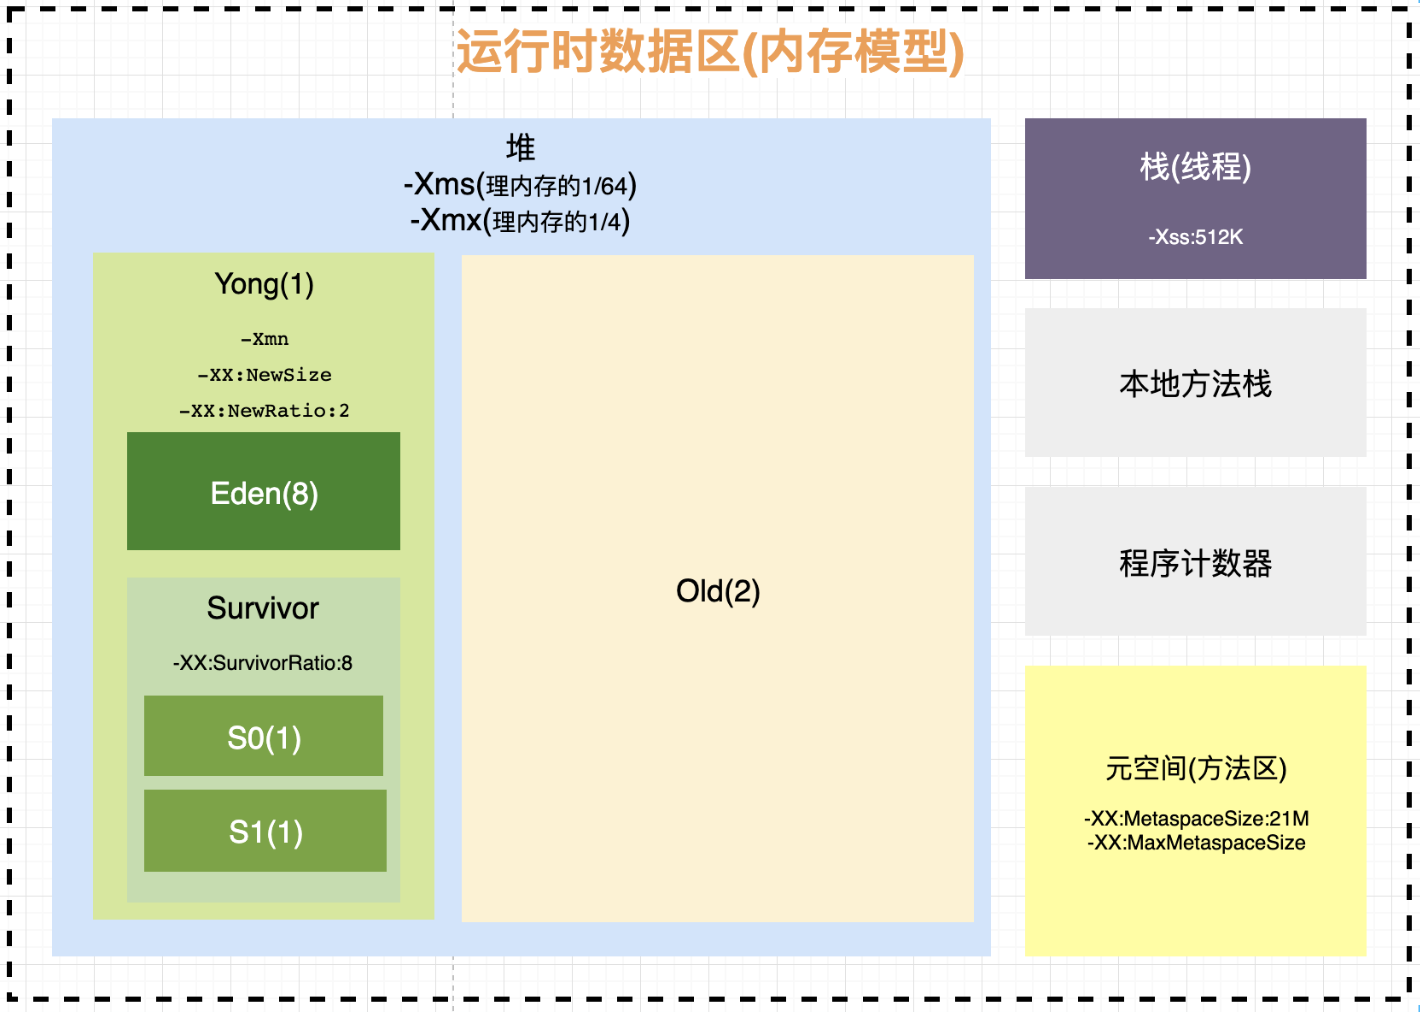 运行时数据区(内存模型)
堆
-Xms(理内存的1/64)
-Xmx(理内存的1/4)
Yong(1)
-Xmn
-XX:NewSize
-XX:NewRatio:2
Eden(8)
Survivor
-XX:SurvivorRatio:8
S0(1)
S1(1)
Old(2)
栈(线程)
-Xss:512K
本地方法栈
程序计数器
元空间(方法区)
-XX:MetaspaceSize:21M
-XX:MaxMetaspaceSize